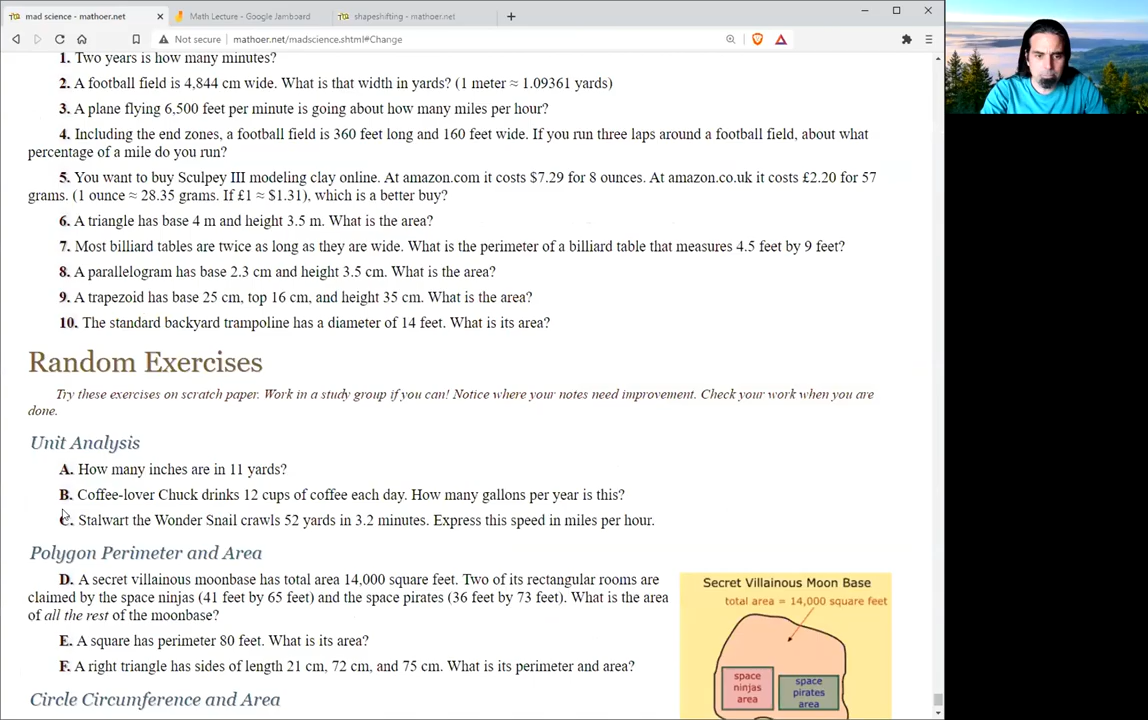 mad science - mathoer.net
Math Lecture - Google Jamboard
shapeshifting - mathoer.net
Not secure | mathoer.net/madscience.shtml#Change
1. Two years is how many minutes?
2. A football field is 4,844 cm wide. What is that width in yards? (1 meter ≈ 1.09361 yards)
3. A plane flying 6,500 feet per minute is going about how many miles per hour?
4. Including the end zones, a football field is 360 feet long and 160 feet wide. If you run three laps around a football field, about what
percentage of a mile do you run?
5. You want to buy Sculpey III modeling clay online. At amazon.com it costs $7.29 for 8 ounces. At amazon.co.uk it costs £2.20 for 57
grams. (1 ounce ≈ 28.35 grams. If £1 ≈ $1.31), which is a better buy?
6. A triangle has base 4 m and height 3.5 m. What is the area?
7. Most billiard tables are twice as long as they are wide. What is the perimeter of a billiard table that measures 4.5 feet by 9 feet?
8. A parallelogram has base 2.3 cm and height 3.5 cm. What is the area?
9. A trapezoid has base 25 cm, top 16 cm, and height 35 cm. What is the area?
10. The standard backyard trampoline has a diameter of 14 feet. What is its area?
Random Exercises
Try these exercises on scratch paper. Work in a study group if you can! Notice where your notes need improvement. Check your work when you are
done.
Unit Analysis
A. How many inches are in 11 yards?
B. Coffee-lover Chuck drinks 12 cups of coffee each day. How many gallons per year is this?
C. Stalwart the Wonder Snail crawls 52 yards in 3.2 minutes. Express this speed in miles per hour.
Polygon Perimeter and Area
D. A secret villainous moonbase has total area 14,000 square feet. Two of its rectangular rooms are
claimed by the space ninjas (41 feet by 65 feet) and the space pirates (36 feet by 73 feet). What is the area
of all the rest of the moonbase?
E. A square has perimeter 80 feet. What is its area?
F. A right triangle has sides of length 21 cm, 72 cm, and 75 cm. What is its perimeter and area?
Circle Circumference and Area
Secret Villainous Moon Base
total area = 14,000 square feet
space
ninjas
area
space
pirates
area